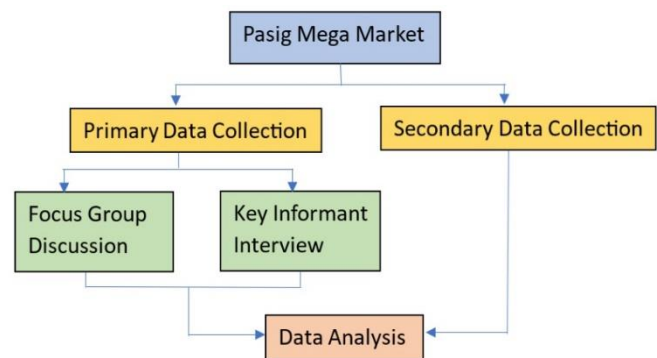 Pasig Mega Market
Primary Data Collection
Secondary Data Collection
Focus Group
Discussion
Key Informant
Interview
Data Analysis